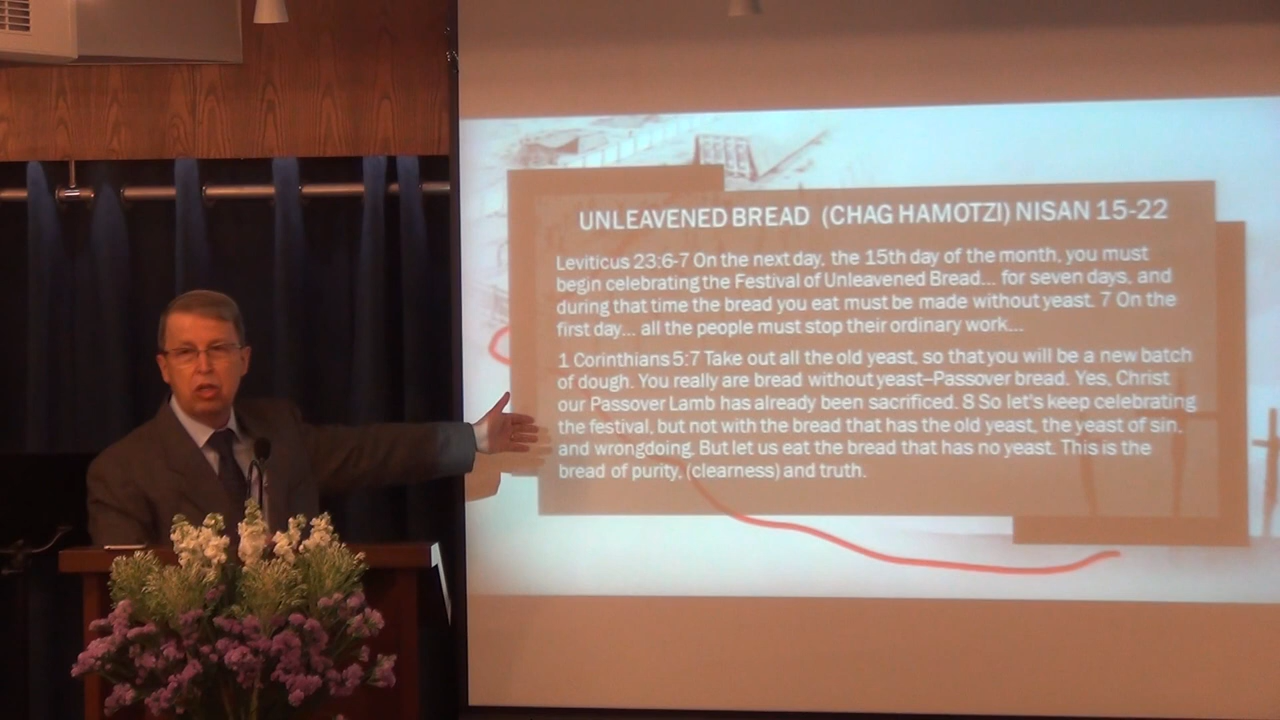 UNLEAVENED BREAD (CHAG HAMOTZI) NISAN 15-22
Leviticus 23:6-7 On the next day, the 15th day of the month, you must
begin celebrating the Festival of Unleavened Bread... for seven days, and
during that time the bread you eat must be made without yeast. 7 On the
first day... all the people must stop their ordinary work...
1 Corinthians 5:7 Take out all the old yeast, so that you will be a new batch
of dough. You really are bread without yeast–Passover bread. Yes, Christ
our Passover Lamb has already been sacrificed. 8 So let's keep celebrating
the festival, but not with the bread that has the old yeast, the yeast of sin,
and wrongdoing. But let us eat the bread that has no yeast. This is the
bread of purity, (clearness) and truth.